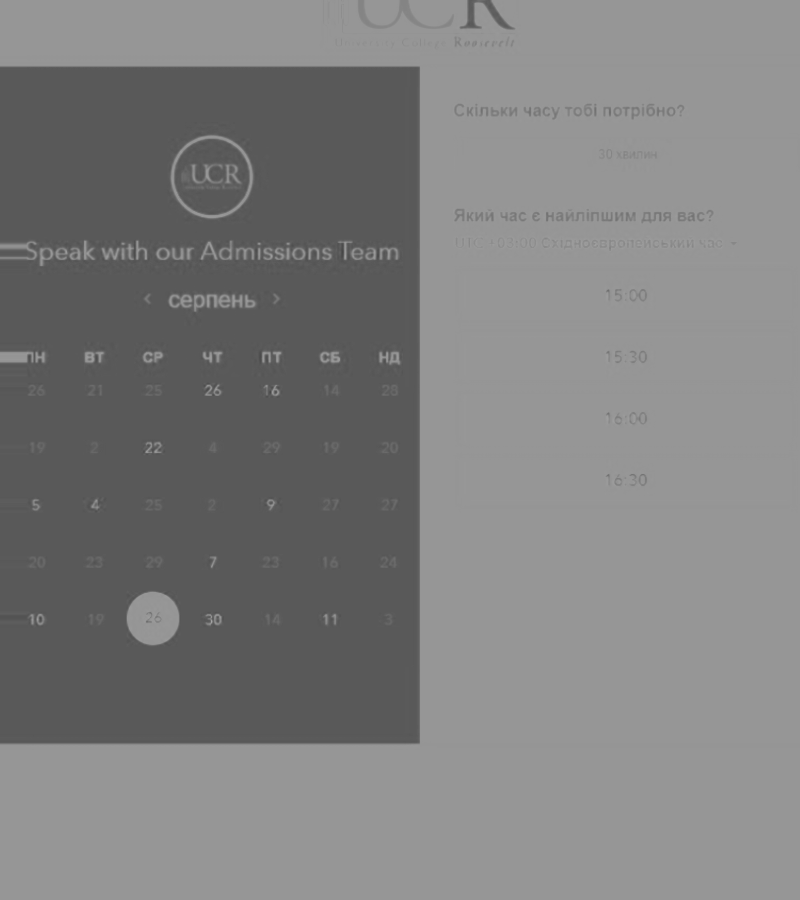 UCR
University College Roosevelt
UCR
Speak with our Admissions Team
< серпень >
ПН ВТ СР ЧТ ПТ СБ НД
26 21 25 26 16 14 28
19 2 22 4 29 19 20
5 4 25 2 9 27 27
20 23 29 7 23 16 24
10 19 26 30 14 11 3
Скільки часу тобі потрібно?
30 хвилин
Який час є найліпшим для вас?
UTC +03:00 Східноєвропейський час
15:00
15:30
16:00
16:30